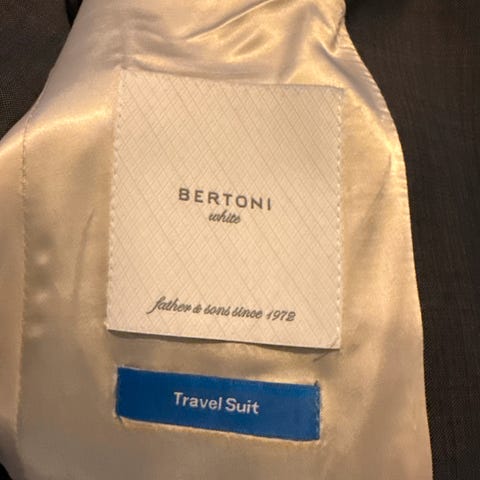 BERTONI
white
father & sons since 1972
Travel Suit